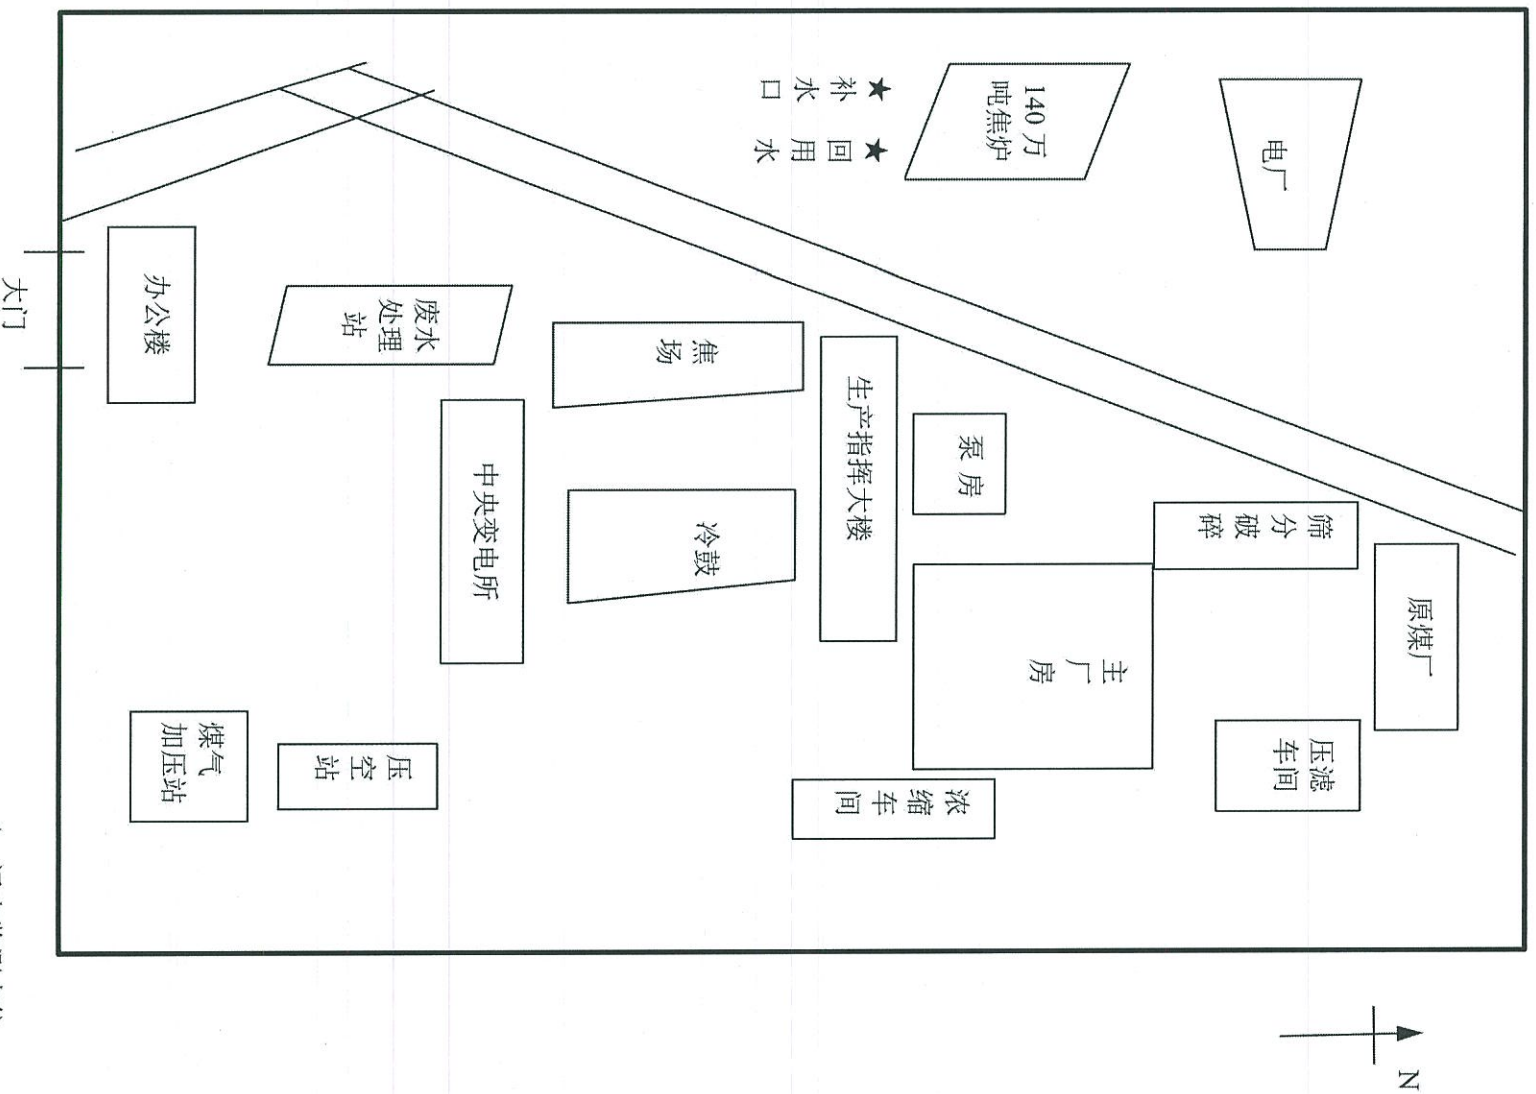 N
电厂
140 万
吨焦炉
★
补
水
口
★
回
用
水
原煤厂
筛
分
破
碎
压滤
车间
主
厂
房
泵 房
浓
缩
车
间
生产指挥大楼
焦
场
冷鼓
中央变电所
废水
处理
站
压
空
站
煤气
加压站
办公楼
大门